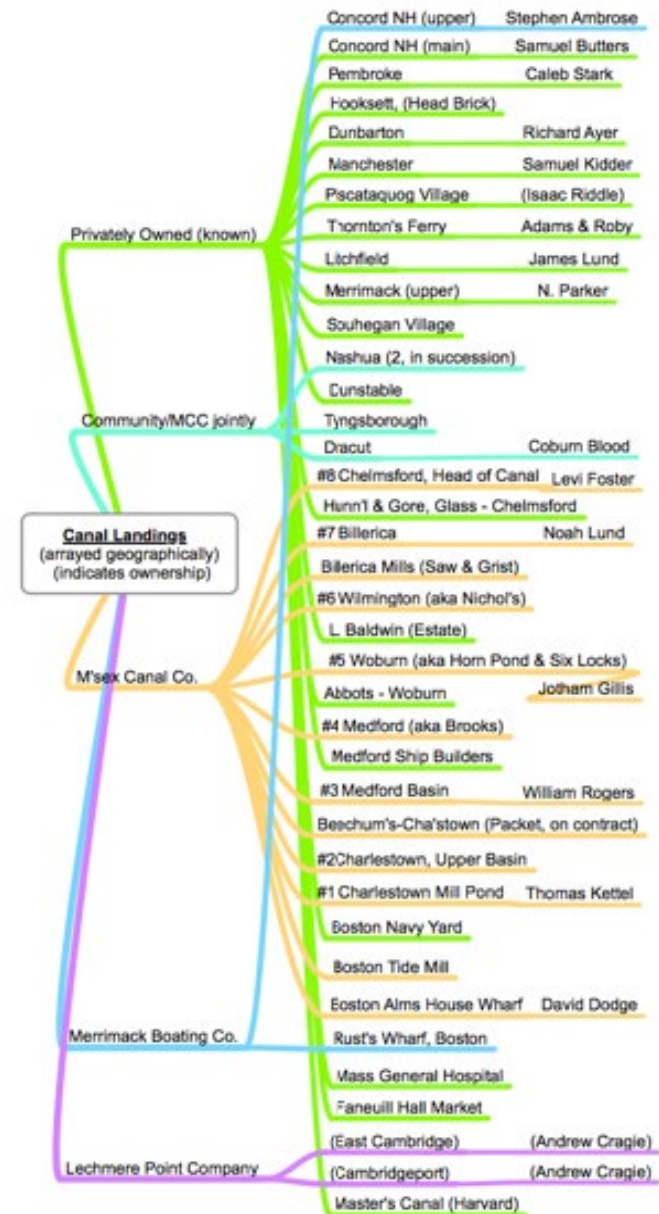 Concord NH (upper) Stephen Ambrose
Concord NH (main) Samuel Butters
Pembroke Caleb Stark
Hooksett, (Head Brick)
Dunbarton Richard Ayer
Manchester Samuel Kidder
Piscataquog Village (Isaac Riddle)
Privately Owned (known)
Thornton's Ferry Adams & Roby
Litchfield James Lund
Merrimack (upper) N. Parker
Souhegan Village
Nashua (2, in succession)
Dunstable
Community/MCC jointly
Tyngsborough
Dracut Coburn Blood
#8 Chelmsford, Head of Canal Levi Foster
Hunn'l & Gore, Glass - Chelmsford
Canal Landings
(arrayed geographically)
(indicates ownership)
#7 Billerica Noah Lund
Billerica Mills (Saw & Grist)
#6 Wilmington (aka Nichol's)
L. Baldwin (Estate)
#5 Woburn (aka Horn Pond & Six Locks)
M'sex Canal Co.
Abbots - Woburn Jotham Gillis
#4 Medford (aka Brooks)
Medford Ship Builders
#3 Medford Basin William Rogers
Beechum's-Cha'stown (Packet, on contract)
#2Charlestown, Upper Basin
#1 Charlestown Mill Pond Thomas Kettel
Boston Navy Yard
Boston Tide Mill
Boston Alms House Wharf David Dodge
Merrimack Boating Co.
Rust's Wharf, Boston
Mass General Hospital
Faneuill Hall Market
(East Cambridge) (Andrew Cragie)
Lechmere Point Company
(Cambridgeport) (Andrew Cragie)
Master's Canal (Harvard)